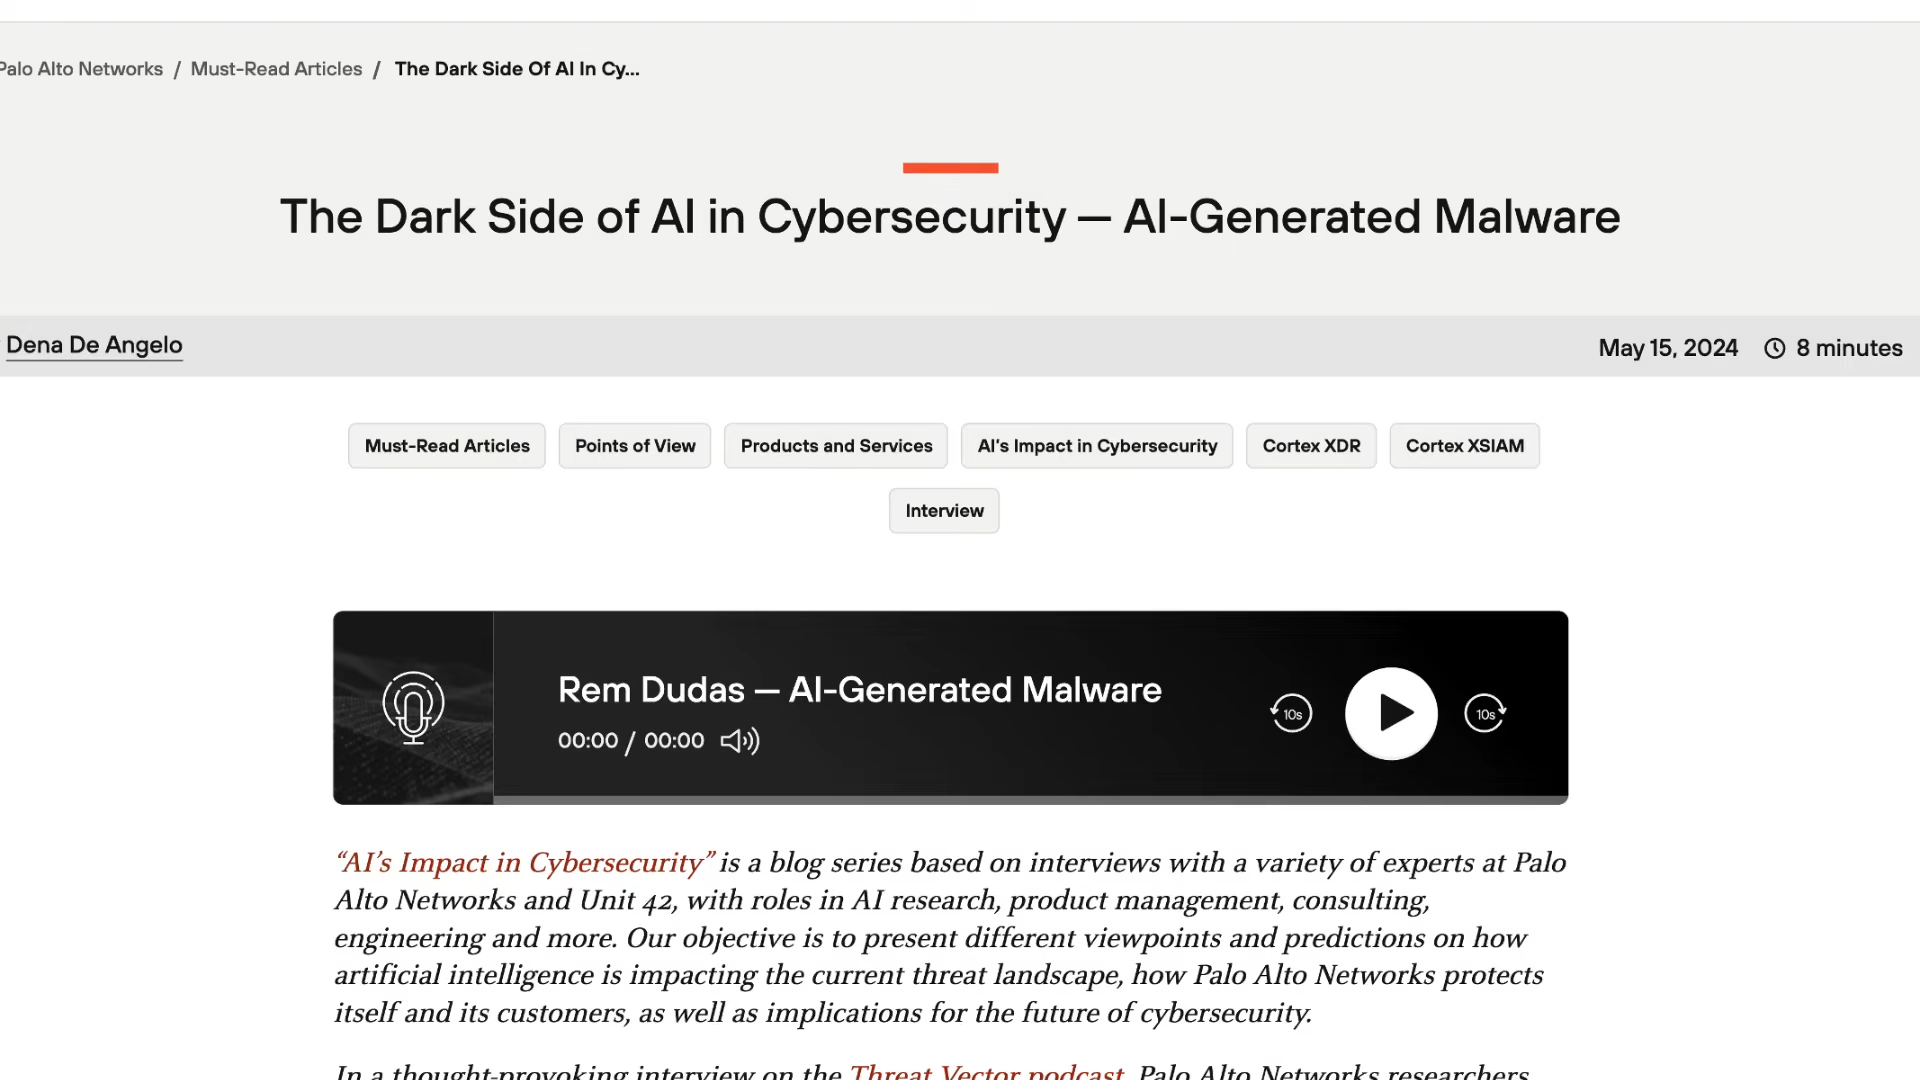 Palo Alto Networks / Must-Read Articles / The Dark Side Of AI In Cy...
The Dark Side of AI in Cybersecurity — AI-Generated Malware
Dena De Angelo
May 15, 2024 8 minutes
Must-Read Articles Points of View Products and Services AI's Impact in Cybersecurity Cortex XDR Cortex XSIAM
Interview
Rem Dudas — AI-Generated Malware
10s 10s
00:00 / 00:00
“AI’s Impact in Cybersecurity” is a blog series based on interviews with a variety of experts at Palo
Alto Networks and Unit 42, with roles in AI research, product management, consulting,
engineering and more. Our objective is to present different viewpoints and predictions on how
artificial intelligence is impacting the current threat landscape, how Palo Alto Networks protects
itself and its customers, as well as implications for the future of cybersecurity.
In a thought-provoking interview on the Threat Vector podcast, Palo Alto Networks researchers